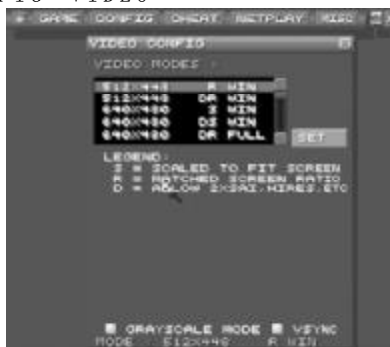 GAME CONFIG CHEAT NETPLAY MISC
VIDEO CONFIG
VIDEO MODES :
512X448 R WIN
512X448 DR WIN
640X480 S WIN
640X480 DS WIN
640X480 DR FULL
SET
LEGEND:
S = SCALED TO FIT SCREEN
R = MATCHED SCREEN RATIO
D = ALLOW 2XSAI,HIRES,ETC
GRAYSCALE MODE VSYNC
MODE 512X448 R WIN